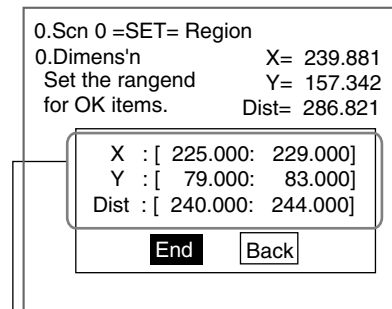 0.Scn 0 =SET= Region
0.Dimens'n X= 239.881
Set the rangend Y= 157.342
for OK items. Dist= 286.821
X :[ 225.000: 229.000]
Y :[ 79.000: 83.000]
Dist :[ 240.000: 244.000]
End Back